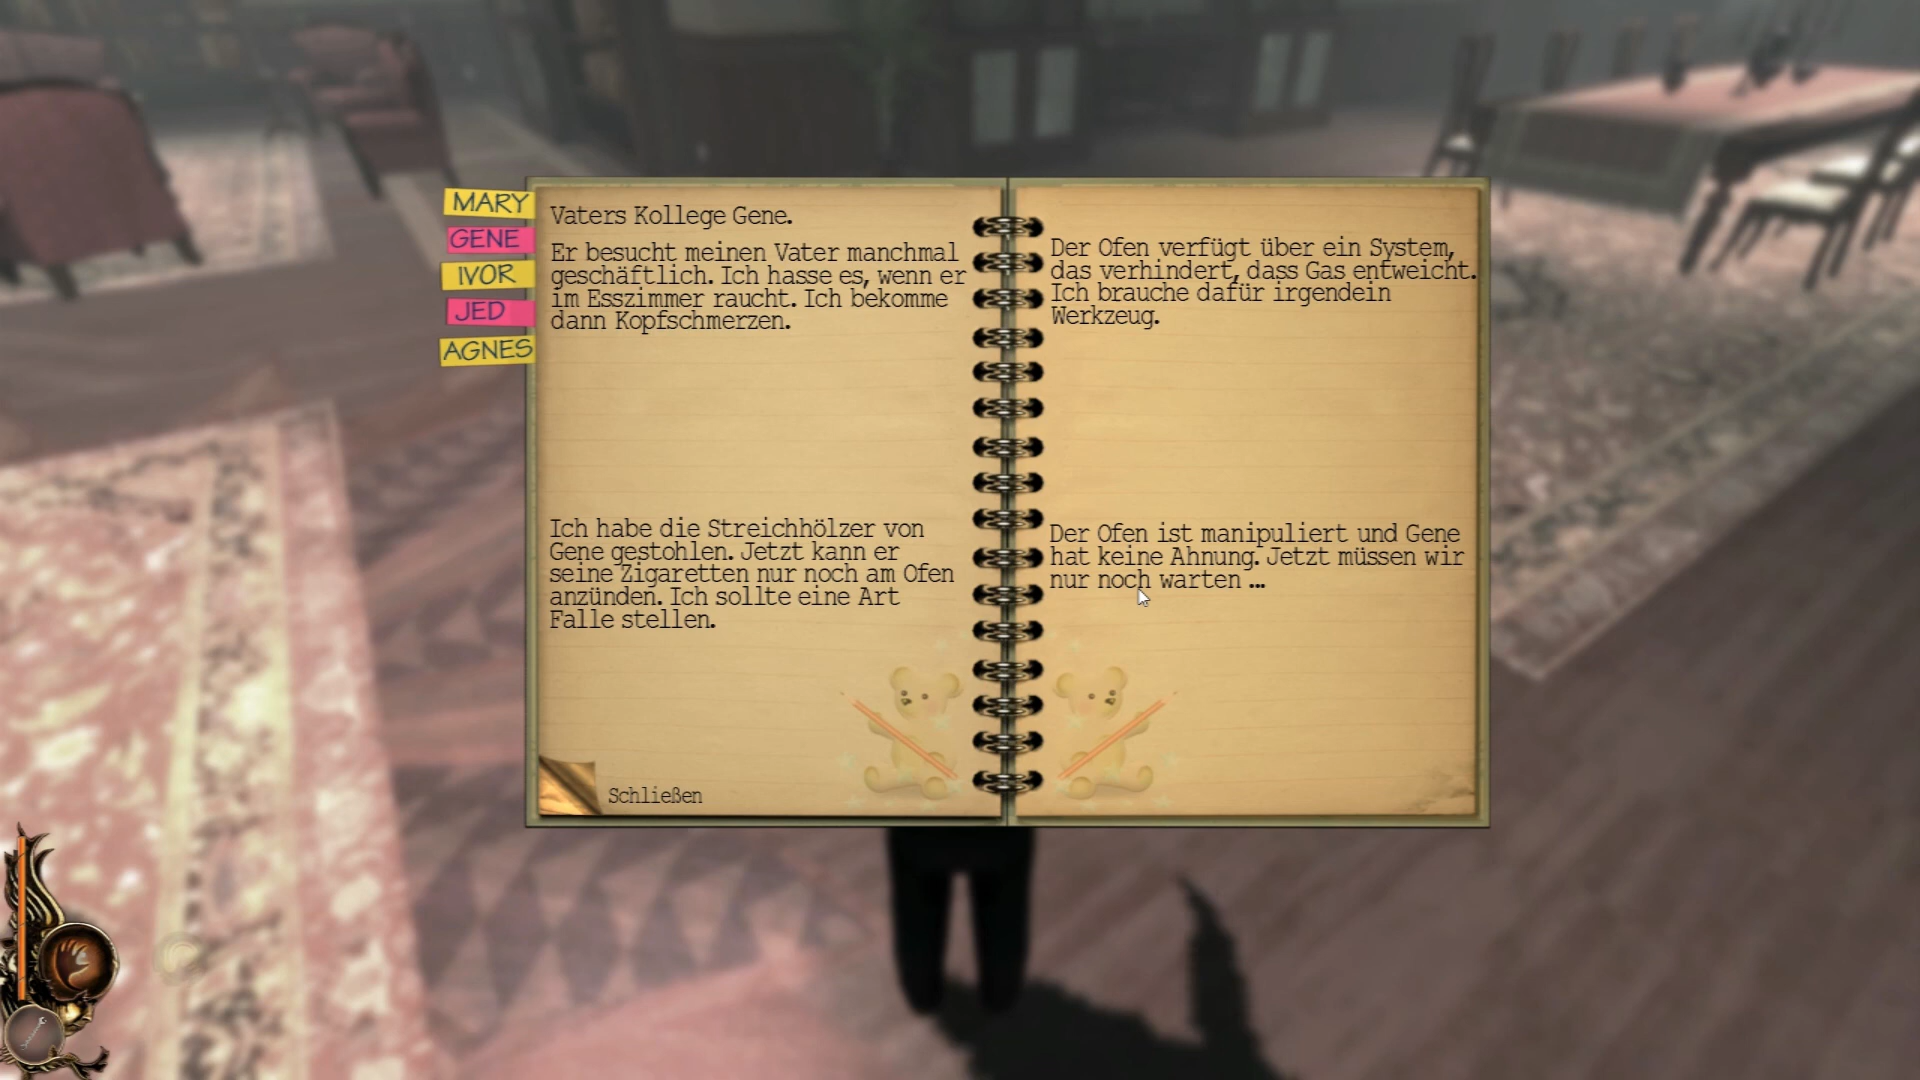 MARY
GENE
IVOR
JED
AGNES
Vaters Kollege Gene.
Er besucht meinen Vater manchmal
geschäftlich. Ich hasse es, wenn er
im Esszimmer raucht. Ich bekomme
dann Kopfschmerzen.
Ich habe die Streichhölzer von
Gene gestohlen. Jetzt kann er
seine Zigaretten nur noch am Ofen
anzünden. Ich sollte eine Art
Falle stellen.
Schließen
Der Ofen verfügt über ein System,
das verhindert, dass Gas entweicht.
Ich brauche dafür irgendein
Werkzeug.
Der Ofen ist manipuliert und Gene
hat keine Ahnung. Jetzt müssen wir
nur noch warten ...